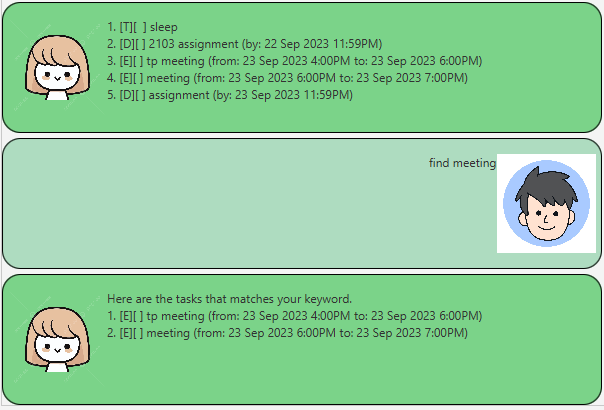 1. [T][ ] sleep
2. [D][ ] 2103 assignment (by: 22 Sep 2023 11:59PM)
3. [E][ ] tp meeting (from: 23 Sep 2023 4:00PM to: 23 Sep 2023 6:00PM)
4. [E][ ] meeting (from: 23 Sep 2023 6:00PM to: 23 Sep 2023 7:00PM)
5. [D][ ] assignment (by: 23 Sep 2023 11:59PM)
find meeting
Here are the tasks that matches your keyword.
1. [E][ ] tp meeting (from: 23 Sep 2023 4:00PM to: 23 Sep 2023 6:00PM)
2. [E][ ] meeting (from: 23 Sep 2023 6:00PM to: 23 Sep 2023 7:00PM)